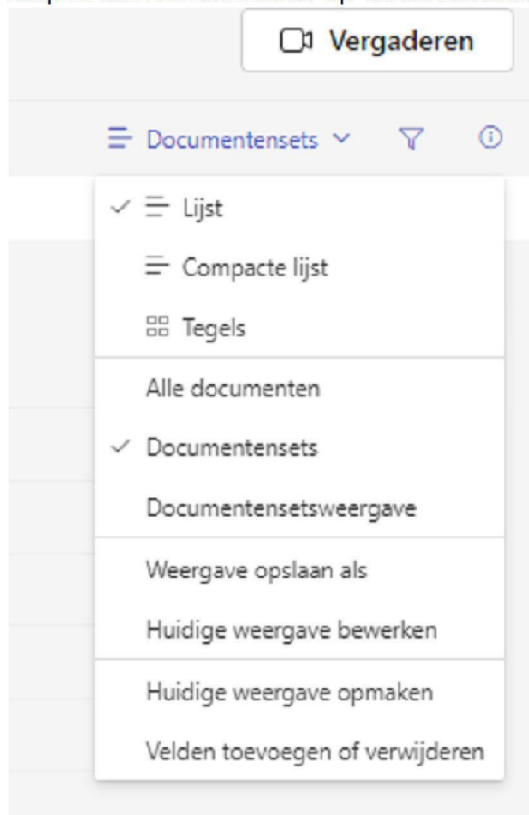 Vergaderen
Documentensets
Lijst
Compacte lijst
Tegels
Alle documenten
Documentensets
Documentensetsweergave
Weergave opslaan als
Huidige weergave bewerken
Huidige weergave opmaken
Velden toevoegen of verwijderen